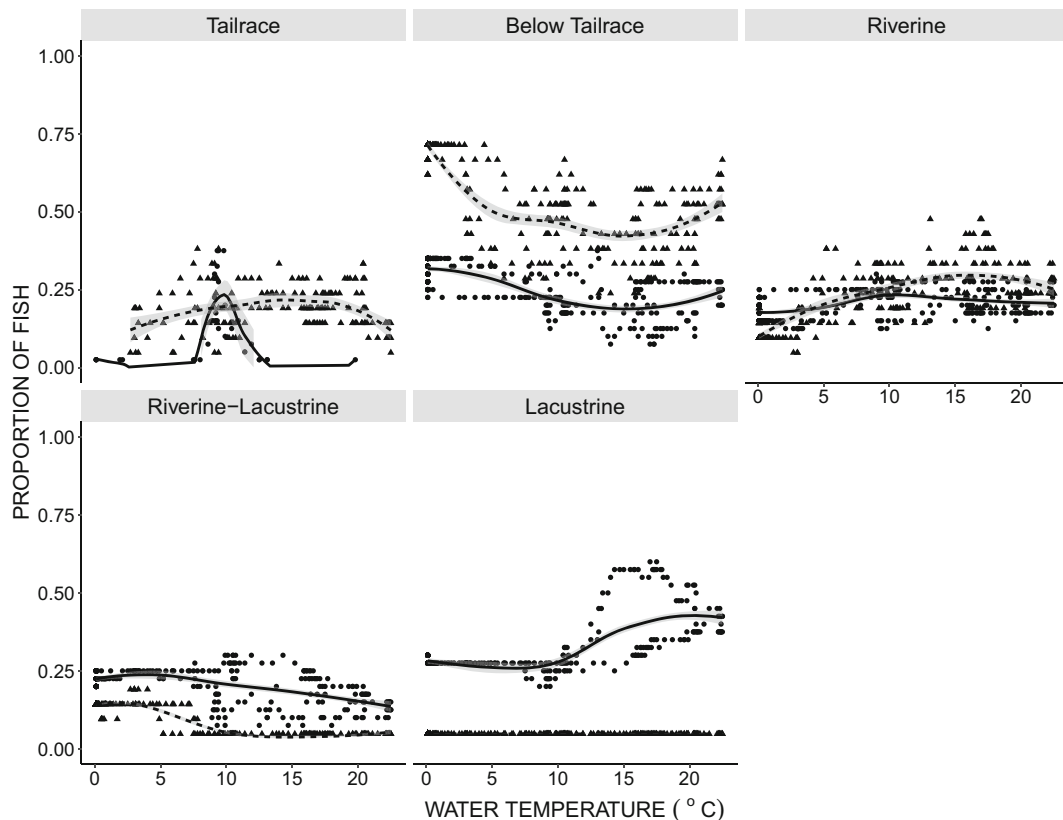 Tailrace
Below Tailrace
Riverine
1.00
0.75
0.50
0.25
0.00
0 5 10 15 20
Riverine−Lacustrine
Lacustrine
1.00
0.75
0.50
0.25
0.00
0 5 10 15 20
0 5 10 15 20
PROPORTION OF FISH
WATER TEMPERATURE ( ° C)